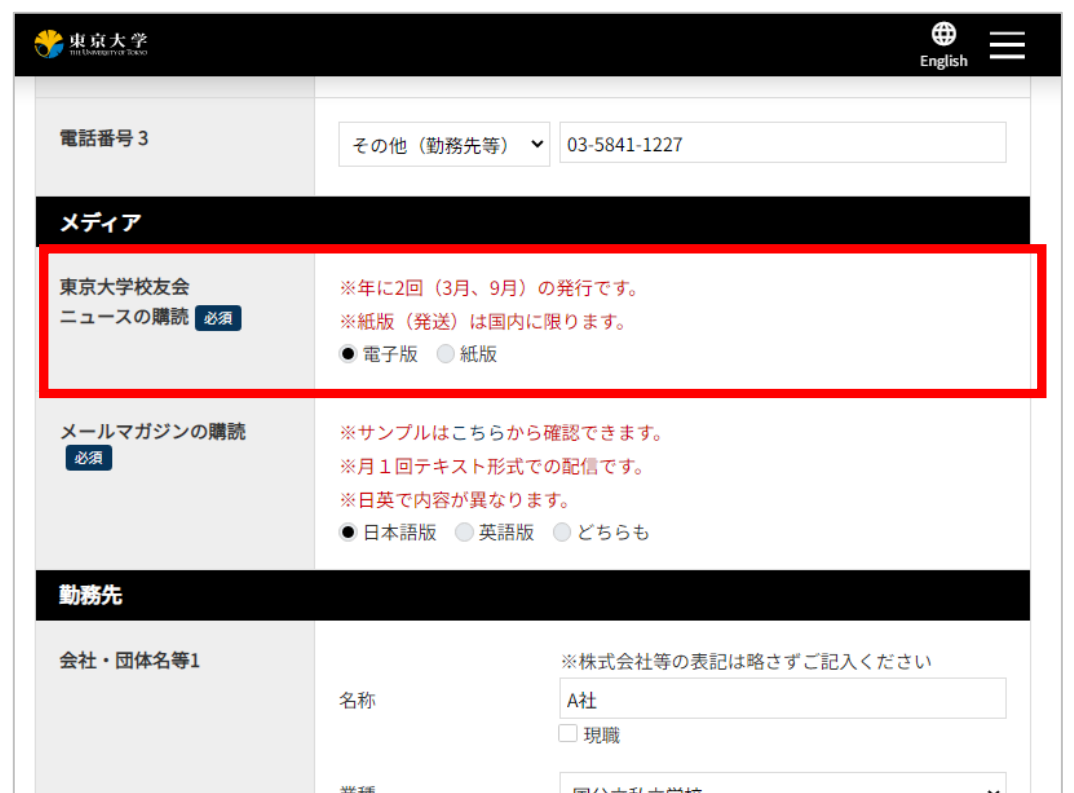 東京大学
THE UNIVERSITY OF TOKYO
English
電話番号 3
その他（勤務先等） 03-5841-1227
メディア
東京大学校友会
ニュースの購読 必須
※年に2回（3月、9月）の発行です。
※紙版（発送）は国内に限ります。
電子版 紙版
メールマガジンの購読
必須
※サンプルはこちらから確認できます。
※月１回テキスト形式での配信です。
※日英で内容が異なります。
日本語版 英語版 どちらも
勤務先
会社・団体名等1
※株式会社等の表記は略さずご記入ください
名称 A社
現職